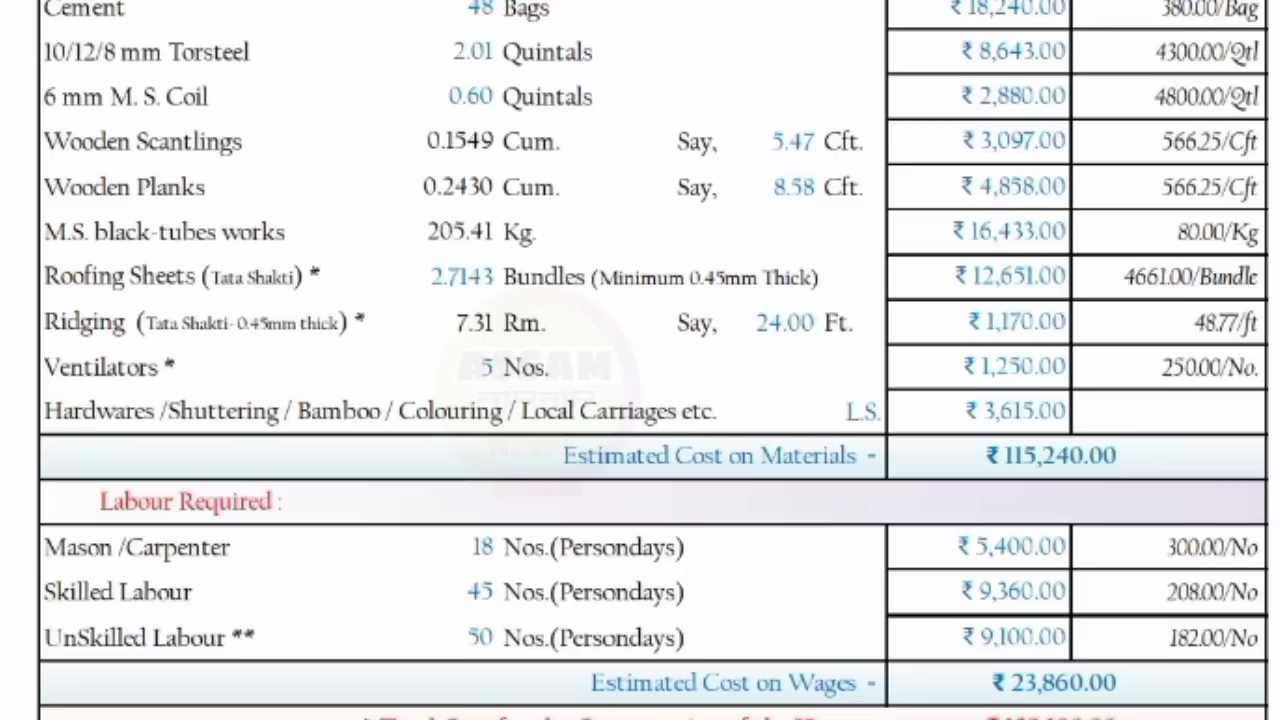 Cement 48 Bags ₹ 18,240.00 380.00/Bag
10/12/8 mm Torsteel 2.01 Quintals ₹ 8,643.00 4300.00/Qtl
6 mm M. S. Coil 0.60 Quintals ₹ 2,880.00 4800.00/Qtl
Wooden Scantlings 0.1549 Cum. Say, 5.47 Cft. ₹ 3,097.00 566.25/Cft
Wooden Planks 0.2430 Cum. Say, 8.58 Cft. ₹ 4,858.00 566.25/Cft
M.S. black-tubes works 205.41 Kg. ₹ 16,433.00 80.00/Kg
Roofing Sheets (Tata Shakti) * 2.7143 Bundles (Minimum 0.45mm Thick) ₹ 12,651.00 4661.00/Bundle
Ridging (Tata Shakti- 0.45mm thick) * 7.31 Rm. Say, 24.00 Ft. ₹ 1,170.00 48.77/ft
Ventilators * 5 Nos. ₹ 1,250.00 250.00/No.
ASSAM
Hardwares /Shuttering / Bamboo / Colouring / Local Carriages etc. L.S. ₹ 3,615.00
Estimated Cost on Materials - ₹ 115,240.00
Labour Required :
Mason /Carpenter 18 Nos.(Persondays) ₹ 5,400.00 300.00/No
Skilled Labour 45 Nos.(Persondays) ₹ 9,360.00 208.00/No
UnSkilled Labour ** 50 Nos.(Persondays) ₹ 9,100.00 182.00/No
Estimated Cost on Wages - ₹ 23,860.00